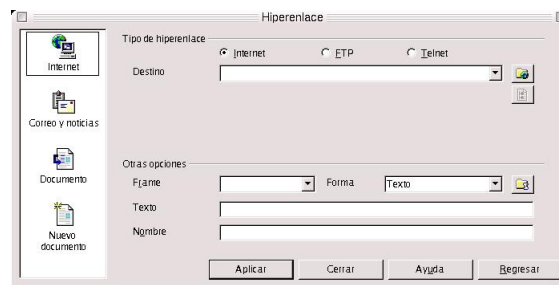 Hiperenlace
Internet
Correo y noticias
Documento
Nuevo
documento
Tipo de hiperenlace
Internet
FTP
Telnet
Destino
Otras opciones
Frame
Forma
Texto
Texto
Nombre
Aplicar
Cerrar
Ayuda
Regresar